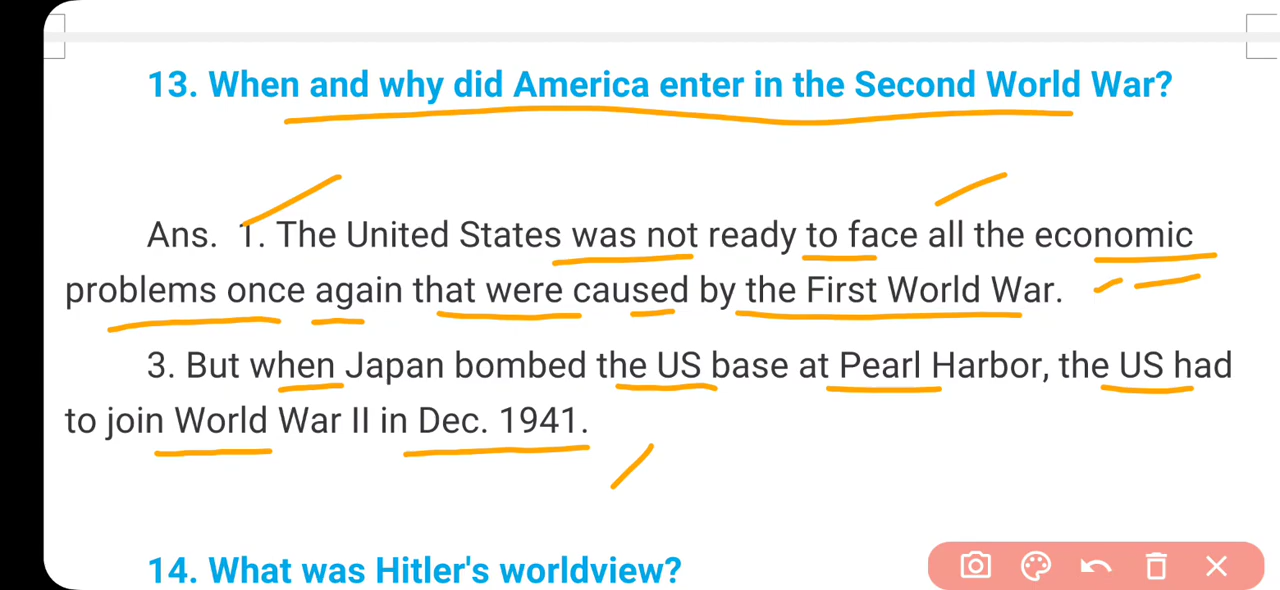 13. When and why did America enter in the Second World War?
Ans. 1. The United States was not ready to face all the economic
problems once again that were caused by the First World War.
3. But when Japan bombed the US base at Pearl Harbor, the US had
to join World War II in Dec. 1941.
14. What was Hitler's worldview?